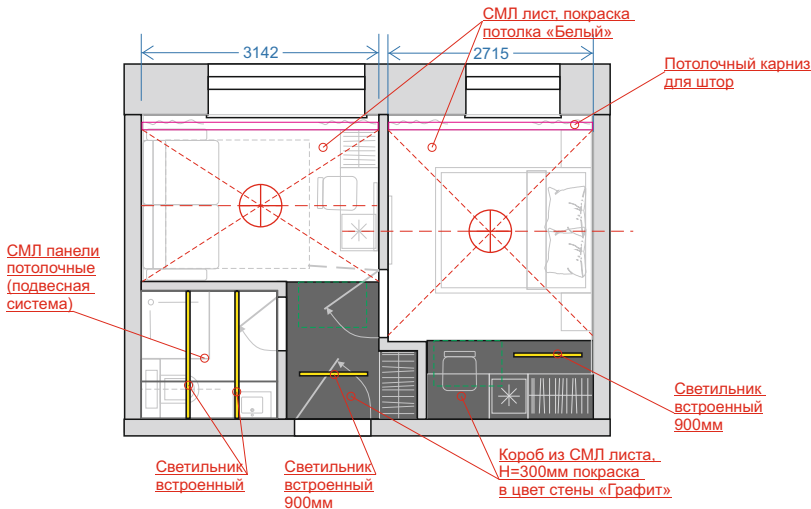 СМЛ лист, покраска
потолка «Белый»
3142
2715
Потолочный карниз
для штор
СМЛ панели
потолочные
(подвесная
система)
Светильник
встроенный
900мм
Светильник
встроенный
Светильник
встроенный
900мм
Короб из СМЛ листа,
H=300мм покраска
в цвет стены «Графит»